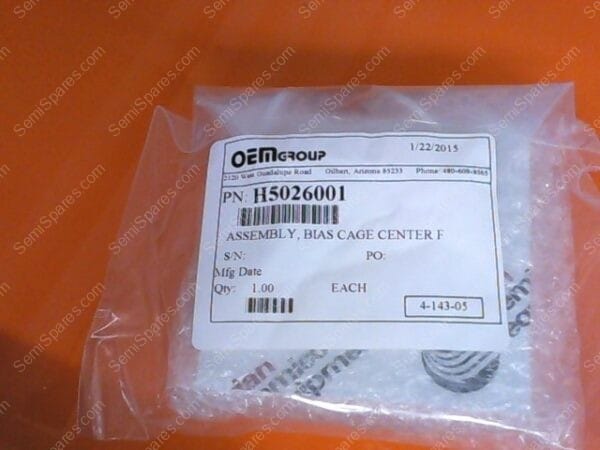 OEMGROUP
1/22/2015
2120 West Guadalupe Road Gilbert, Arizona 85233 Phone: 480-609-8565
PN: H5026001
ASSEMBLY, BIAS CAGE CENTER F
S/N: PO:
Mfg Date
Qty: 1.00 EACH
4-143-05
SemiSpares.com